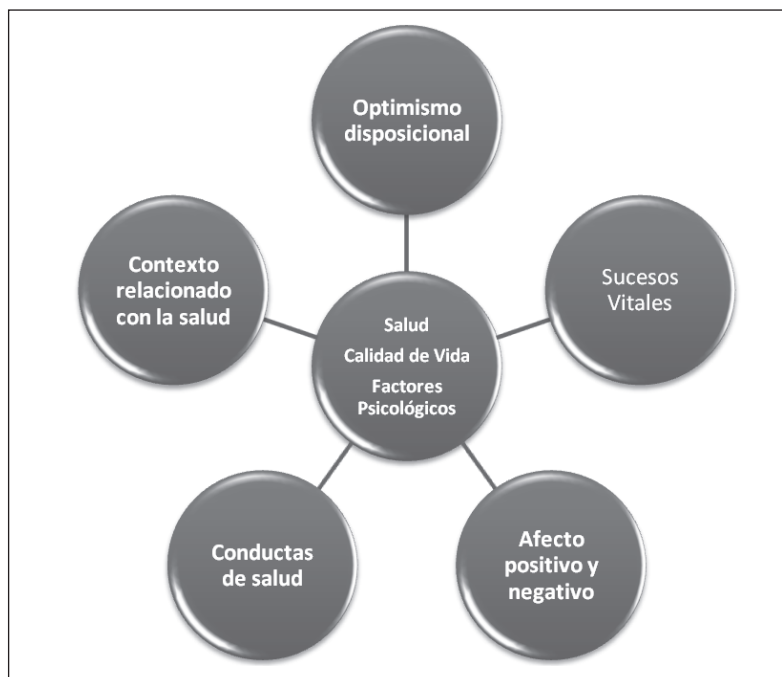 Optimismo
disposicional
Contexto
relacionado
con la salud
Sucesos
Vitales
Salud
Calidad de Vida
Factores
Psicológicos
Conductas
de salud
Afecto
positivo y
negativo